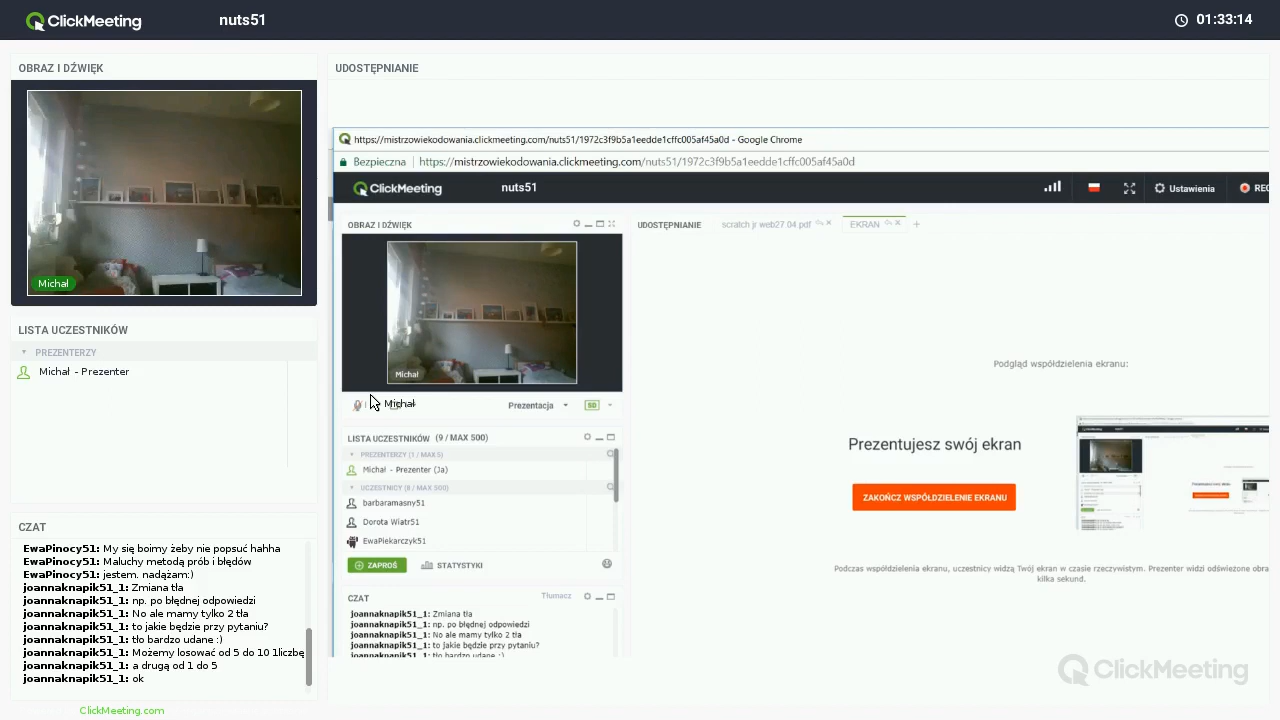 ClickMeeting
nuts51
01:33:14
OBRAZ I DŹWIĘK
Michał
LISTA UCZESTNIKÓW
PREZENTERZY
Michał - Prezenter
CZAT
EwaPinocy51: My się boimy żeby nie popsuć hahha
EwaPinocy51: Maluchy metodą prób i błędów
EwaPinocy51: jestem. nadążam:)
joannaknapik51_1: Zmiana tła
joannaknapik51_1: np. po błędnej odpowiedzi
joannaknapik51_1: No ale mamy tylko 2 tła
joannaknapik51_1: to jakie będzie przy pytaniu?
joannaknapik51_1: tło bardzo udane :)
joannaknapik51_1: Możemy losować od 5 do 10 1liczbę
joannaknapik51_1: a drugą od 1 do 5
joannaknapik51_1: ok
ClickMeeting.com
UDOSTĘPNIANIE
https://mistrzowiekodowania.clickmeeting.com/nuts51/1972c3f9b5a1eedde1cffc005af45a0d - Google Chrome
Bezpieczna
https://mistrzowiekodowania.clickmeeting.com/nuts51/1972c3f9b5a1eedde1cffc005af45a0d
ClickMeeting
nuts51
Ustawienia
REC
OBRAZ I DŹWIĘK
Michał
Michał
Prezentacja
SD
LISTA UCZESTNIKÓW (9 / MAX 500)
PREZENTERZY (1 / MAX 5)
Michał - Prezenter (Ja)
UCZESTNICY (8 / MAX 500)
barbaramasny51
Dorota Wiatr51
EwaPiekarczyk51
ZAPROŚ
STATYSTYKI
CZAT
Tłumacz
joannaknapik51_1: Zmiana tła
joannaknapik51_1: np. po błędnej odpowiedzi
joannaknapik51_1: No ale mamy tylko 2 tła
joannaknapik51_1: to jakie będzie przy pytaniu?
joannaknapik51_1: tło bardzo udane :)
UDOSTĘPNIANIE
scratch jr web27 04 pdf
EKRAN
Podgląd współdzielenia ekranu:
Prezentujesz swój ekran
ZAKOŃCZ WSPÓŁDZIELENIE EKRANU
Podczas współdzielenia ekranu, uczestnicy widzą Twój ekran w czasie rzeczywistym. Prezenter widzi odświeżone obra
kilka sekund.
ClickMeeting